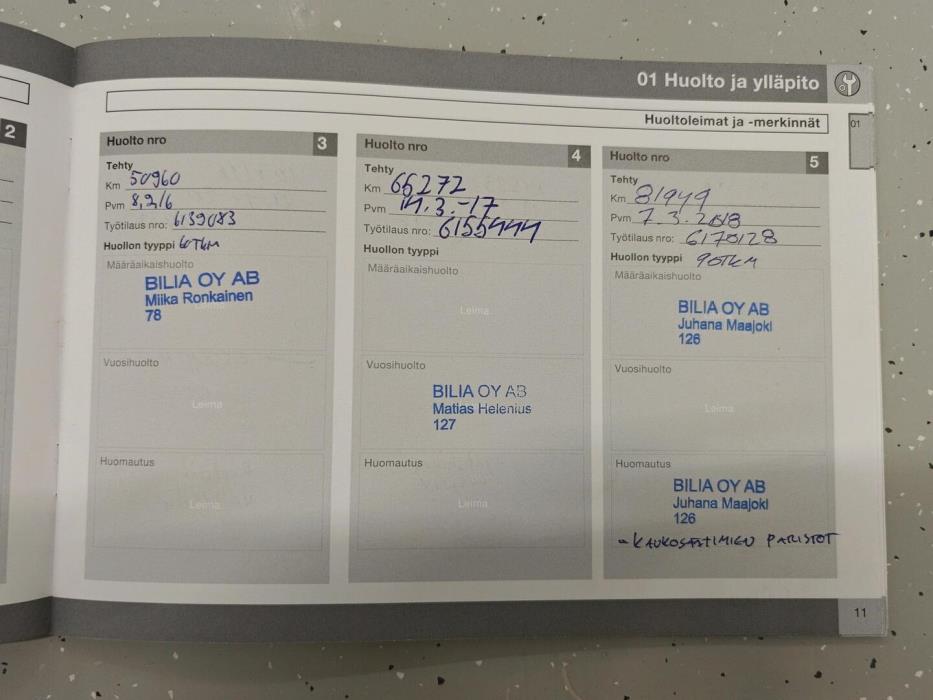 01 Huolto ja ylläpito
Huoltoleimat ja -merkinnät
01
2
Huolto nro 3
Tehty
Km 50960
Pvm 8,2/6
Työtilaus nro: 6139083
Huollon tyyppi 60TKM
Määräaikaishuolto
BILIA OY AB
Miika Ronkainen
78
Vuosihuolto
Leima
Huomautus
Leima
Huolto nro 4
Tehty
Km 66272
Pvm 14.3.-17
Työtilaus nro: 6155444
Huollon tyyppi
Määräaikaishuolto
Leima
Vuosihuolto
BILIA OY AB
Matias Helenius
127
Huomautus
Leima
Huolto nro 5
Tehty
Km 81949
Pvm 7.3.2018
Työtilaus nro: 6170128
Huollon tyyppi 90TKM
Määräaikaishuolto
BILIA OY AB
Juhana Maajoki
126
Vuosihuolto
Leima
Huomautus
BILIA OY AB
Juhana Maajoki
126
- KAUKOSÄÄTIMIEN PARISTOT
11